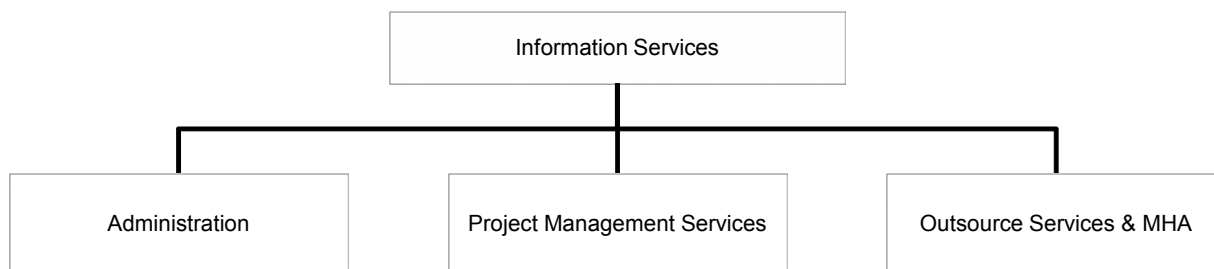 Information Services
Administration
Project Management Services
Outsource Services & MHA